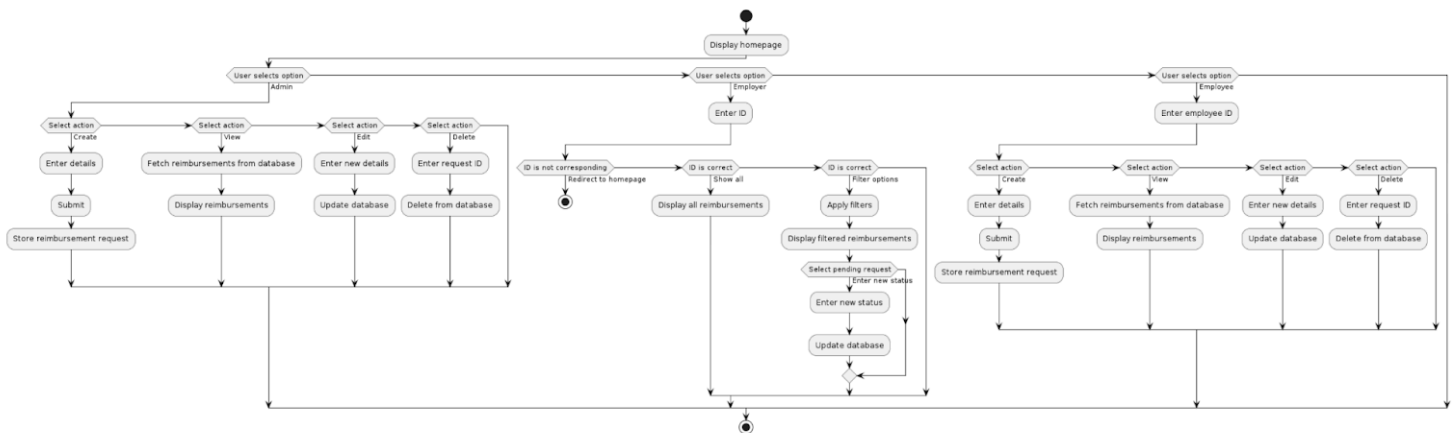 Display homepage
User selects option
Admin
User selects option
Employer
User selects option
Employee
Select action
Create
Select action
View
Select action
Edit
Select action
Delete
Enter details
Fetch reimbursements from database
Enter new details
Enter request ID
Submit
Display reimbursements
Update database
Delete from database
Store reimbursement request
Enter ID
ID is not corresponding
Redirect to homepage
ID is correct
Show all
ID is correct
Filter options
Display all reimbursements
Apply filters
Display filtered reimbursements
Select pending request
Enter new status
Enter new status
Update database
Enter employee ID
Select action
Create
Select action
View
Select action
Edit
Select action
Delete
Enter details
Fetch reimbursements from database
Enter new details
Enter request ID
Submit
Display reimbursements
Update database
Delete from database
Store reimbursement request